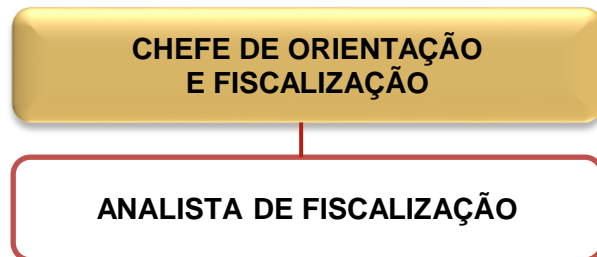 CHEFE DE ORIENTAÇÃO
E FISCALIZAÇÃO
ANALISTA DE FISCALIZAÇÃO